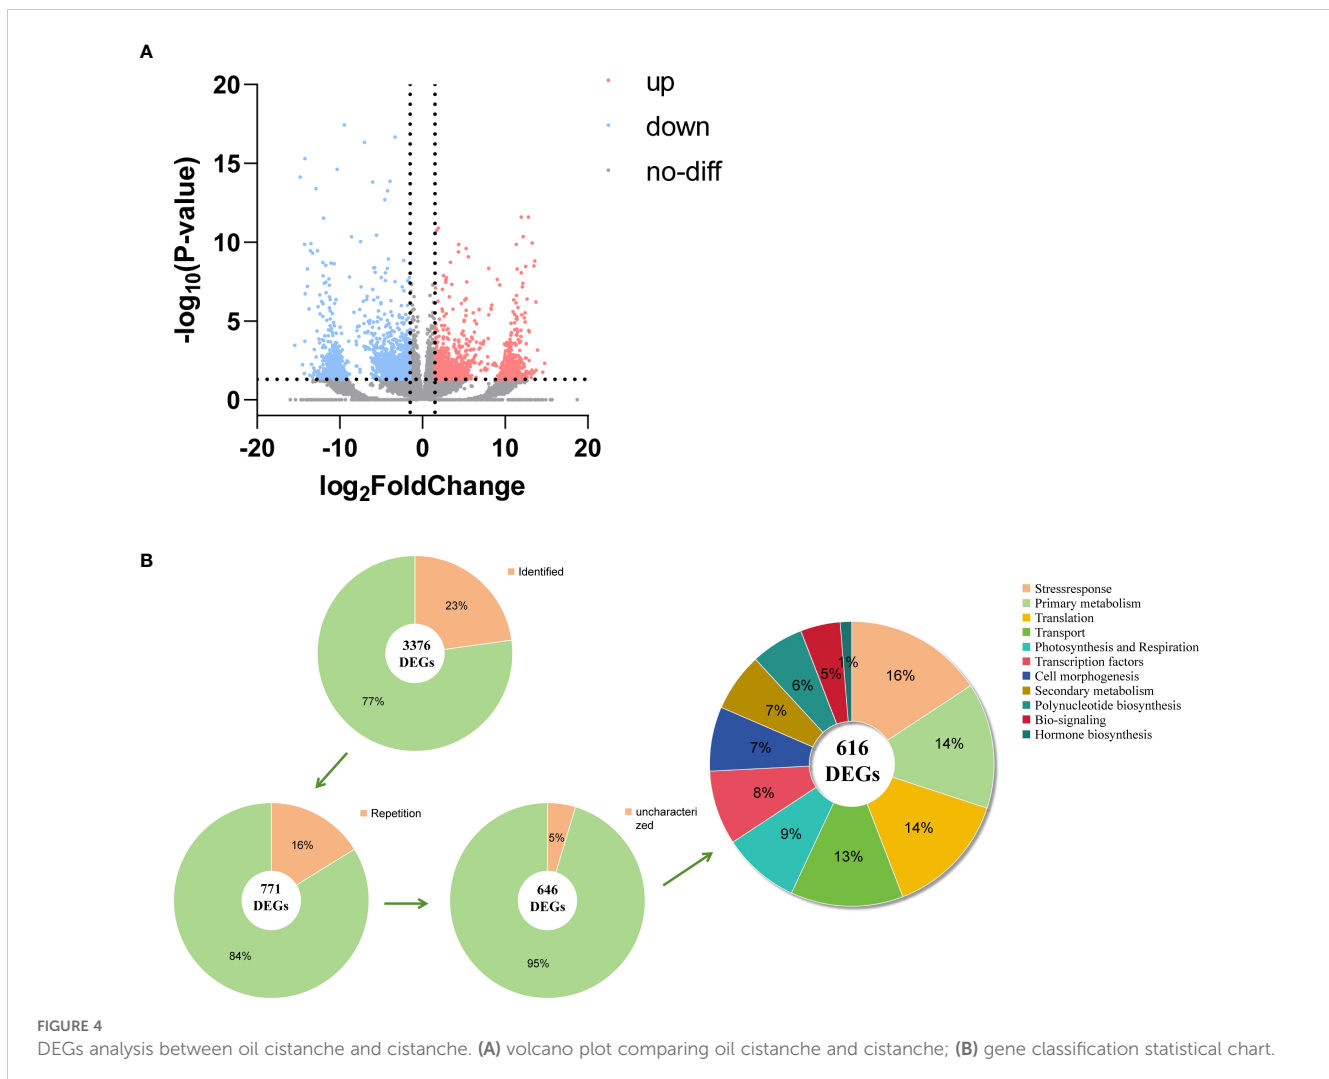 A
20
15
10
5
0
-log10(P-value)
-20 -10 0 10 20
log2FoldChange
up
down
no-diff
B
Identified
23%
3376
DEGs
77%
Repetition
16%
771
DEGs
84%
uncharacteri
zed
5%
646
DEGs
95%
16%
14%
14%
13%
9%
8%
7%
7%
6%
5%
1%
616
DEGs
Stressresponse
Primary metabolism
Translation
Transport
Photosynthesis and Respiration
Transcription factors
Cell morphogenesis
Secondary metabolism
Polynucleotide biosynthesis
Bio-signaling
Hormone biosynthesis
FIGURE 4
DEGs analysis between oil cistanche and cistanche. (A) volcano plot comparing oil cistanche and cistanche; (B) gene classification statistical chart.